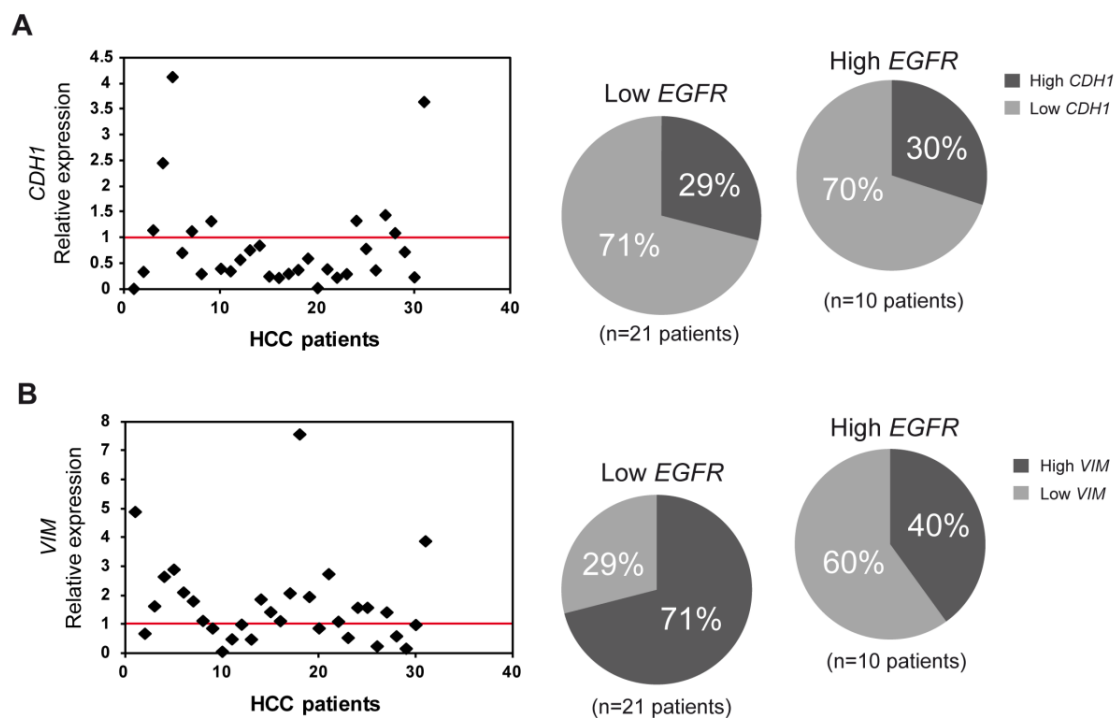 A
CDH1
Relative expression
4.5
4
3.5
3
2.5
2
1.5
1
0.5
0
0
10
20
30
40
HCC patients
Low EGFR
29%
71%
(n=21 patients)
High EGFR
30%
70%
(n=10 patients)
High CDH1
Low CDH1
B
VIM
Relative expression
8
7
6
5
4
3
2
1
0
0
10
20
30
40
HCC patients
Low EGFR
29%
71%
(n=21 patients)
High EGFR
40%
60%
(n=10 patients)
High VIM
Low VIM